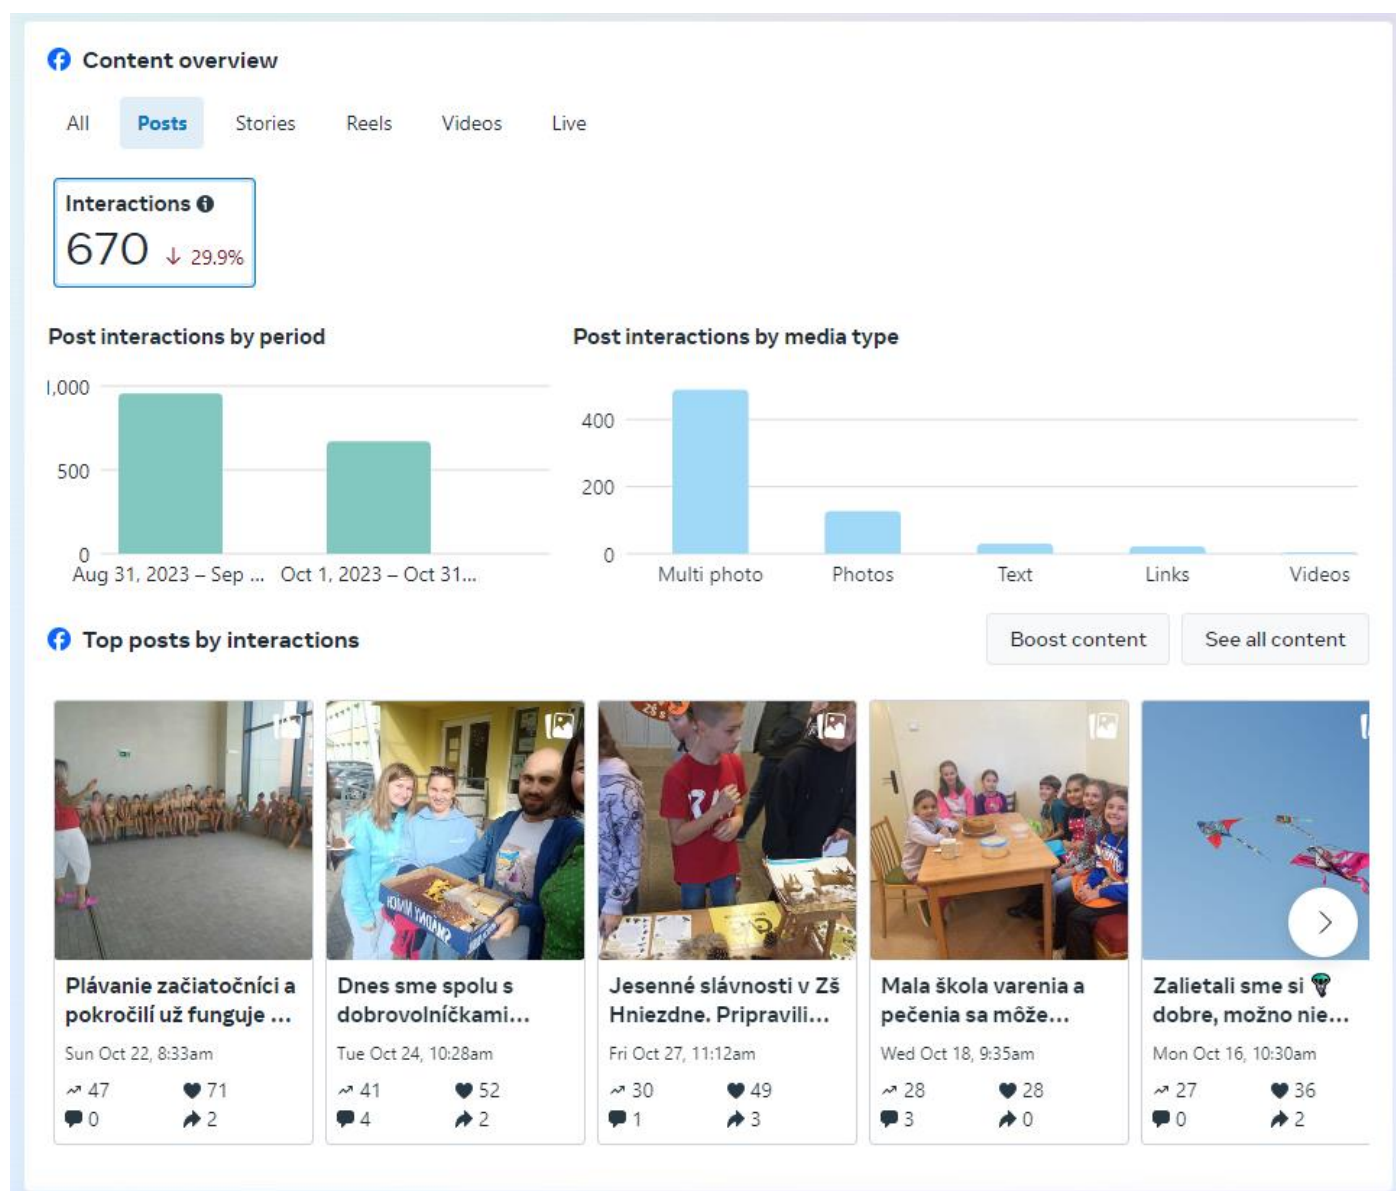 Content overview
All Posts Stories Reels Videos Live
Interactions
670 ↓ 29.9%
Post interactions by period
1,000
500
0
Aug 31, 2023 – Sep ... Oct 1, 2023 – Oct 31...
Post interactions by media type
400
200
0
Multi photo Photos Text Links Videos
Top posts by interactions
Boost content See all content
Plávanie začiatočníci a
pokročilí už funguje ...
Sun Oct 22, 8:33am
47 71
0 2
Dnes sme spolu s
dobrovolníčkami...
Tue Oct 24, 10:28am
41 52
4 2
Jesenné slávnosti v Zš
Hniezdne. Pripravili...
Fri Oct 27, 11:12am
30 49
1 3
Mala škola varenia a
pečenia sa môže...
Wed Oct 18, 9:35am
28 28
3 0
Zalietali sme si 🪂
dobre, možno nie...
Mon Oct 16, 10:30am
27 36
0 2